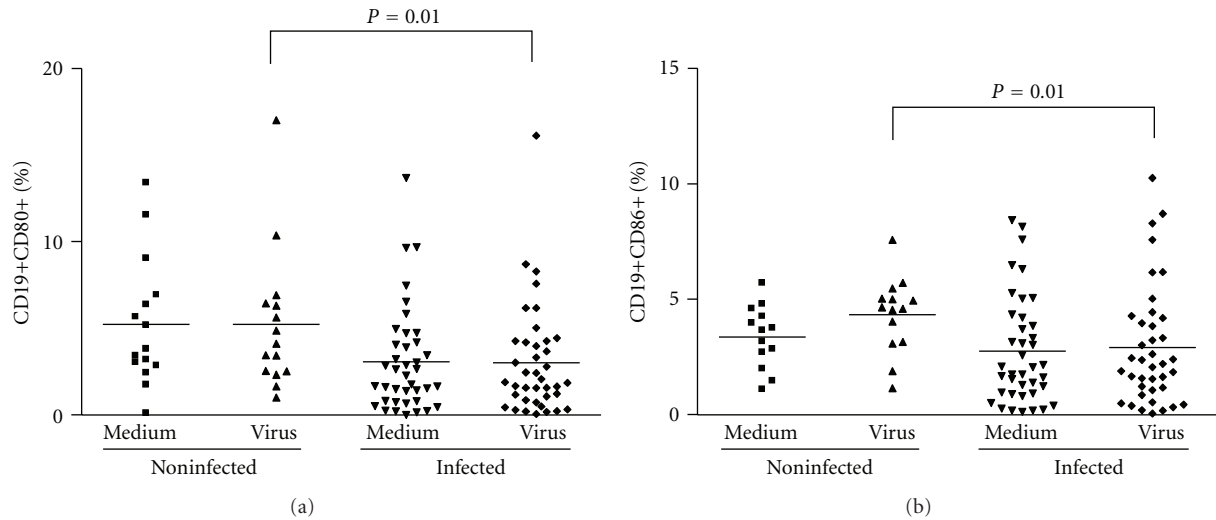 P = 0.01
20
10
0
CD19+CD80+ (%)
Medium Virus Medium Virus
Noninfected Infected
(a)
P = 0.01
15
10
5
0
CD19+CD86+ (%)
Medium Virus Medium Virus
Noninfected Infected
(b)